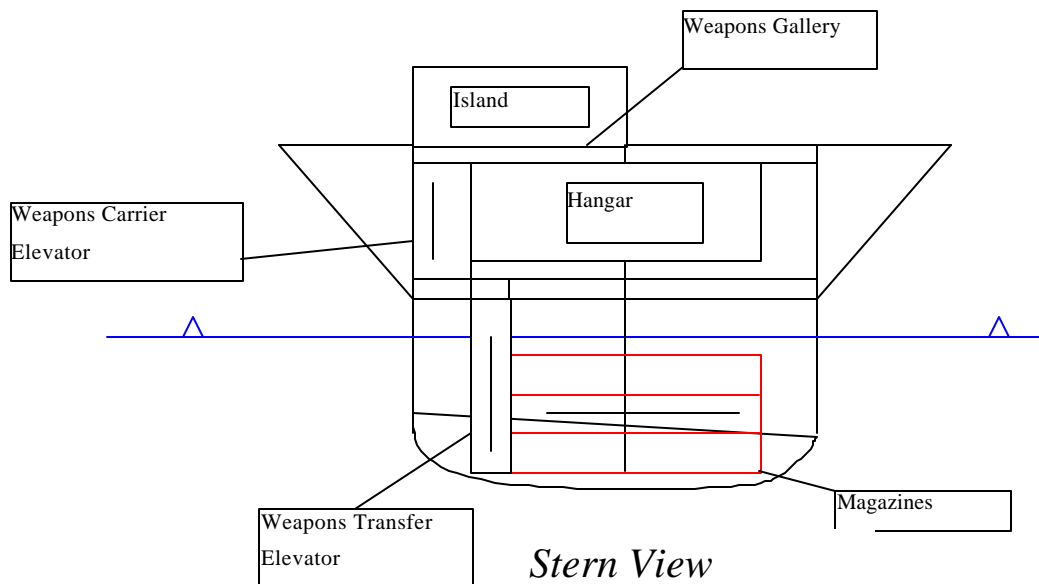 Weapons Gallery
Island
Hangar
Weapons Carrier
Elevator
Magazines
Weapons Transfer
Elevator
Stern View